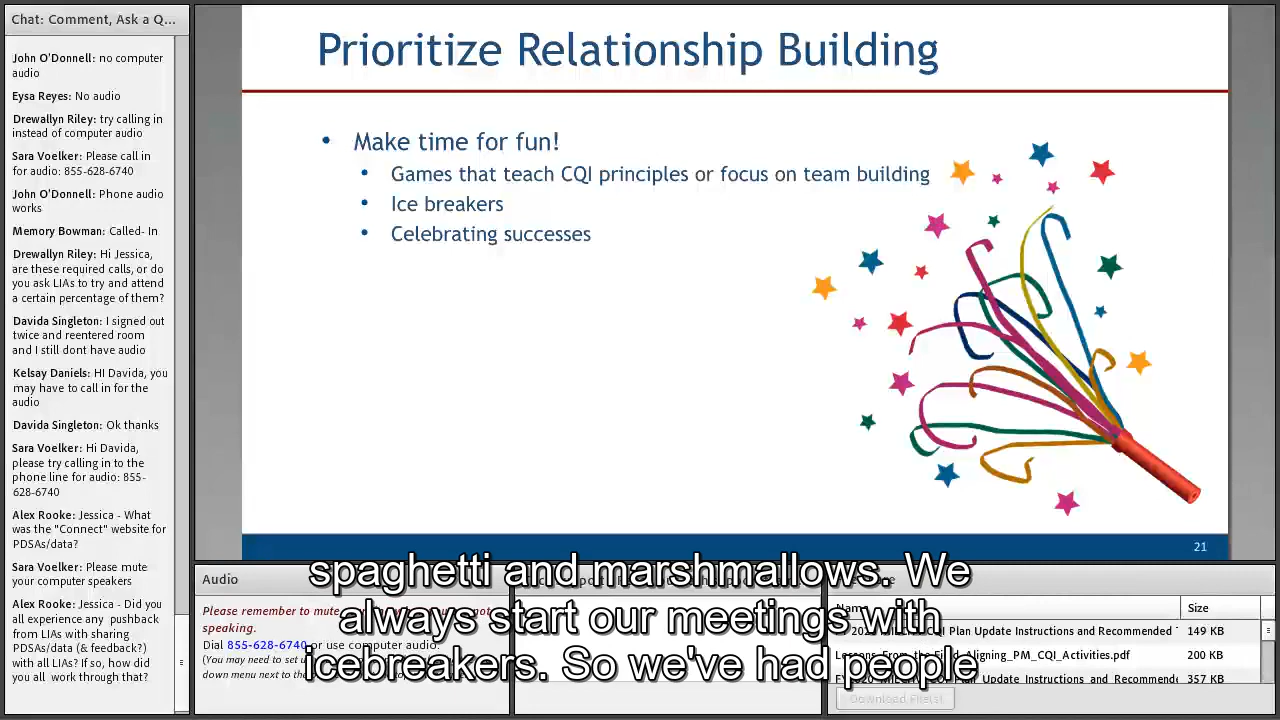 Chat: Comment, Ask a Q...
John O'Donnell: no computer
audio
Eysa Reyes: No audio
Drewallyn Riley: try calling in
instead of computer audio
Sara Voelker: Please call in
for audio: 855-628-6740
John O'Donnell: Phone audio
works
Memory Bowman: Called- In
Drewallyn Riley: Hi Jessica,
are these required calls, or do
you ask LIAs to try and attend
a certain percentage of them?
Davida Singleton: I signed out
twice and reentered room
and I still dont have audio
Kelsay Daniels: HI Davida, you
may have to call in for the
audio
Davida Singleton: Ok thanks
Sara Voelker: Hi Davida,
please try calling in to the
phone line for audio: 855-
628-6740
Alex Rooke: Jessica - What
was the "Connect" website for
PDSAs/data?
Sara Voelker: Please mute
your computer speakers
Alex Rooke: Jessica - Did you
all experience any pushback
from LIAs with sharing
PDSAs/data (& feedback?)
with all LIAs? If so, how did
you all work through that?
Prioritize Relationship Building
• Make time for fun!
• Games that teach CQI principles or focus on team building
• Ice breakers
• Celebrating successes
21
spaghetti and marshmallows. We
always start our meetings with
icebreakers. So we've had people
Audio
Please remember to mute
speaking.
Dial 855-628-6740 or use computer audio.
(You may need to set
down menu next to the
Name
Size
CQI Plan Update Instructions and Recommended
149 KB
Lessons_From_the_Field_Aligning_PM_CQI_Activities.pdf
200 KB
CQI Plan Update Instructions and Recommende
357 KB
Download File(s)